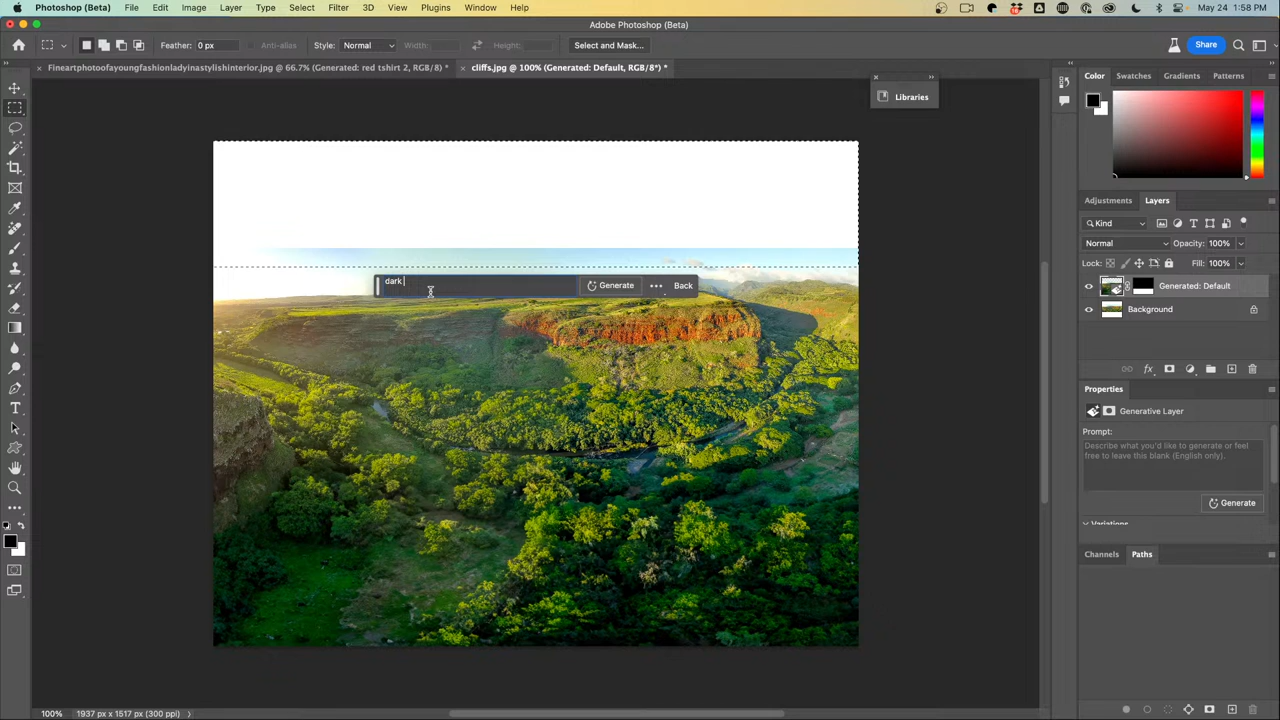 Photoshop (Beta) File Edit Image Layer Type Select Filter 3D View Plugins Window Help May 24 1:58 PM
Adobe Photoshop (Beta)
Feather: 0 px Anti-alias Style: Normal Width: Height: Select and Mask... Share
Fineartphotoofayoungfashionladyinastylishinterior.jpg @ 66.7% (Generated: red tshirt 2, RGB/8) *
cliffs.jpg @ 100% (Generated: Default, RGB/8*) *
Libraries
Color Swatches Gradients Patterns
Adjustments Layers
Kind
Normal Opacity: 100%
Lock: Fill: 100%
Generated: Default
Background
dark
Generate
Back
Properties
Generative Layer
Prompt:
Describe what you'd like to generate or feel
free to leave this blank (English only).
Generate
Variations
Channels Paths
100% 1937 px x 1517 px (300 ppi)